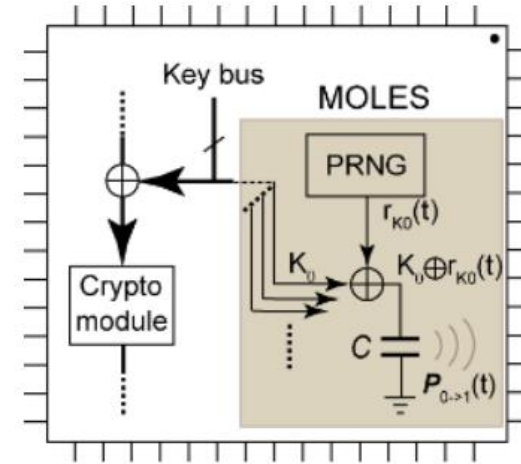 Key bus
MOLES
PRNG
r_K0(t)
K_0
K_0⊕r_K0(t)
Crypto
module
C
P_0->1(t)